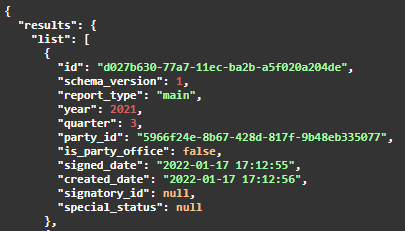 {
"results": {
"list": [
{
"id": "d027b630-77a7-11ec-ba2b-a5f020a204de",
"schema_version": 1,
"report_type": "main",
"year": 2021,
"quarter": 3,
"party_id": "5966f24e-8b67-428d-817f-9b48eb335077",
"is_party_office": false,
"signed_date": "2022-01-17 17:12:55",
"created_date": "2022-01-17 17:12:56",
"signatory_id": null,
"special_status": null
},